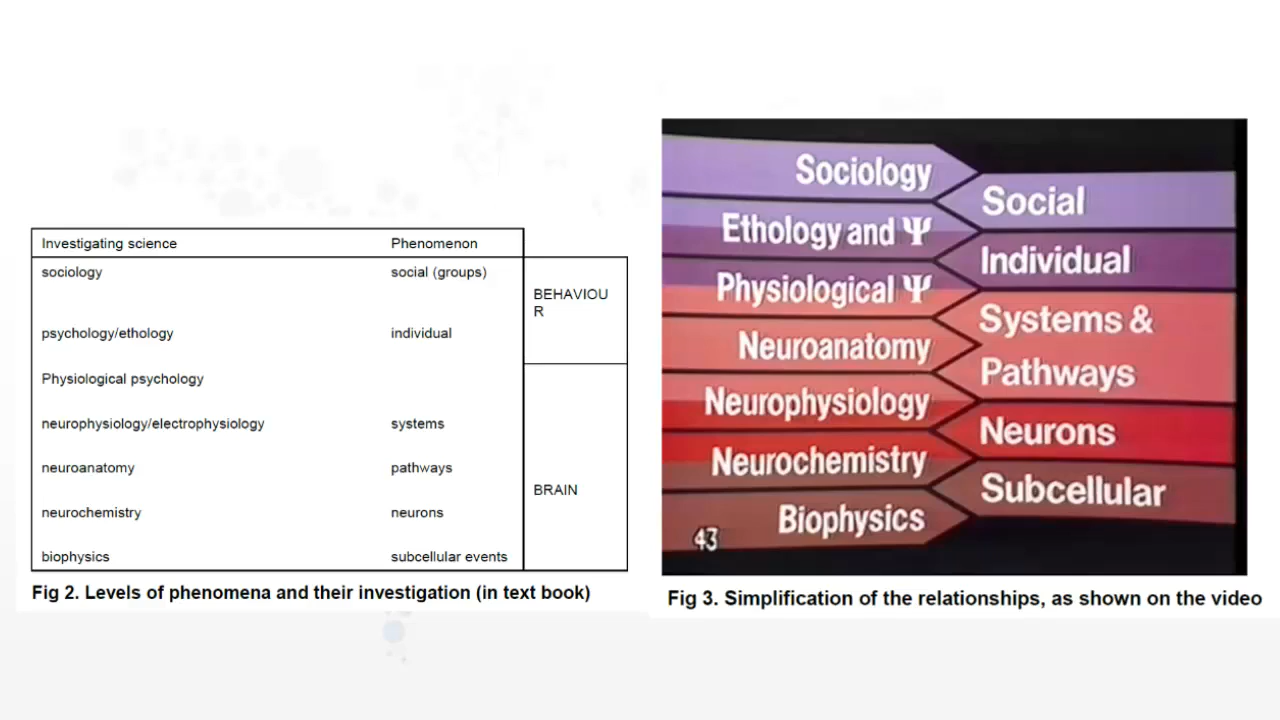 Investigating science Phenomenon
sociology social (groups)
BEHAVIOU
R
psychology/ethology individual
Physiological psychology
neurophysiology/electrophysiology systems
neuroanatomy pathways
BRAIN
neurochemistry neurons
biophysics subcellular events
Fig 2. Levels of phenomena and their investigation (in text book)
Sociology
Social
Ethology and Ψ
Individual
Physiological Ψ
Systems &
Neuroanatomy
Pathways
Neurophysiology
Neurons
Neurochemistry
Subcellular
Biophysics
43
Fig 3. Simplification of the relationships, as shown on the video